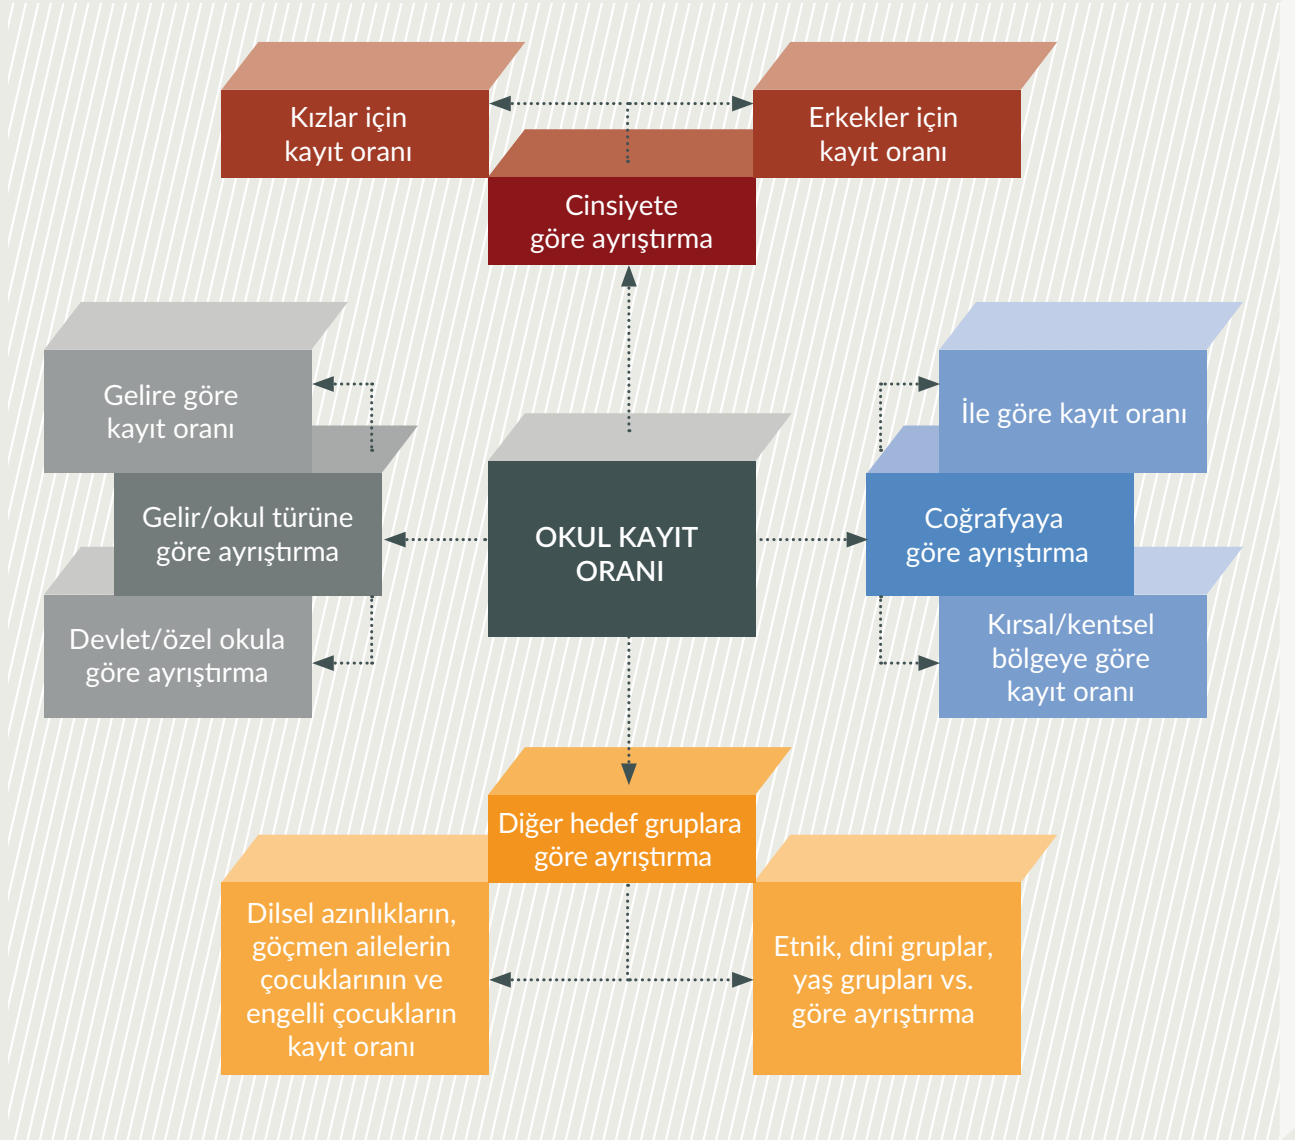 Kızlar için
kayıt oranı
Erkekler için
kayıt oranı
Cinsiyete
göre ayrıştırma
Gelire göre
kayıt oranı
Gelir/okul türüne
göre ayrıştırma
Devlet/özel okula
göre ayrıştırma
OKUL KAYIT
ORANI
İle göre kayıt oranı
Coğrafyaya
göre ayrıştırma
Kırsal/kentsel
bölgeye göre
kayıt oranı
Diğer hedef gruplara
göre ayrıştırma
Dilsel azınlıkların,
göçmen ailelerin
çocuklarının ve
engelli çocukların
kayıt oranı
Etnik, dini gruplar,
yaş grupları vs.
göre ayrıştırma